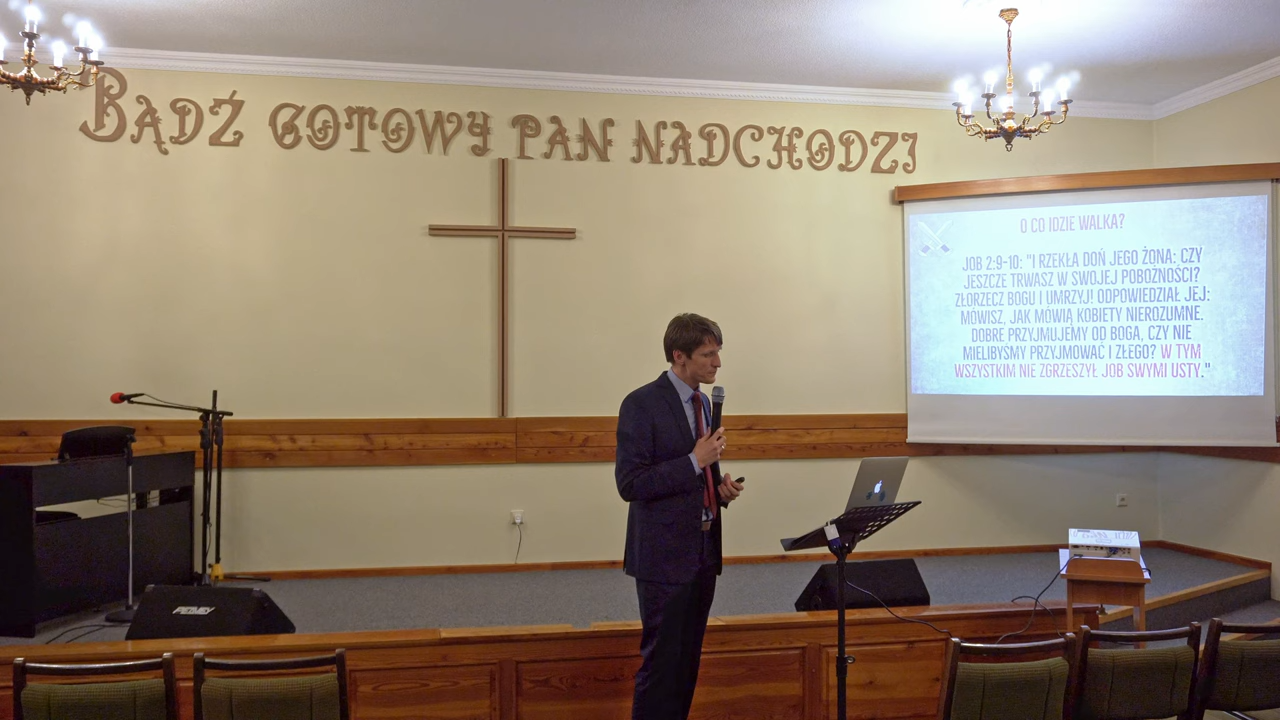 BĄDŹ GOTOWY PAN NADCHODZI
O CO IDZIE WALKA?
JOB 2:9-10: "I RZEKŁA DOŃ JEGO ŻONA: CZY
JESZCZE TRWASZ W SWOJEJ POBOŻNOŚCI?
ZŁORZECZ BOGU I UMRZYJ! ODPOWIEDZIAŁ JEJ:
MÓWISZ, JAK MÓWIĄ KOBIETY NIEROZUMNE.
DOBRE PRZYJMUJEMY OD BOGA, CZY NIE
MIELIBYŚMY PRZYJMOWAĆ I ZŁEGO? W TYM
WSZYSTKIM NIE ZGRZESZYŁ JOB SWYMI USTY."
PEAVEY